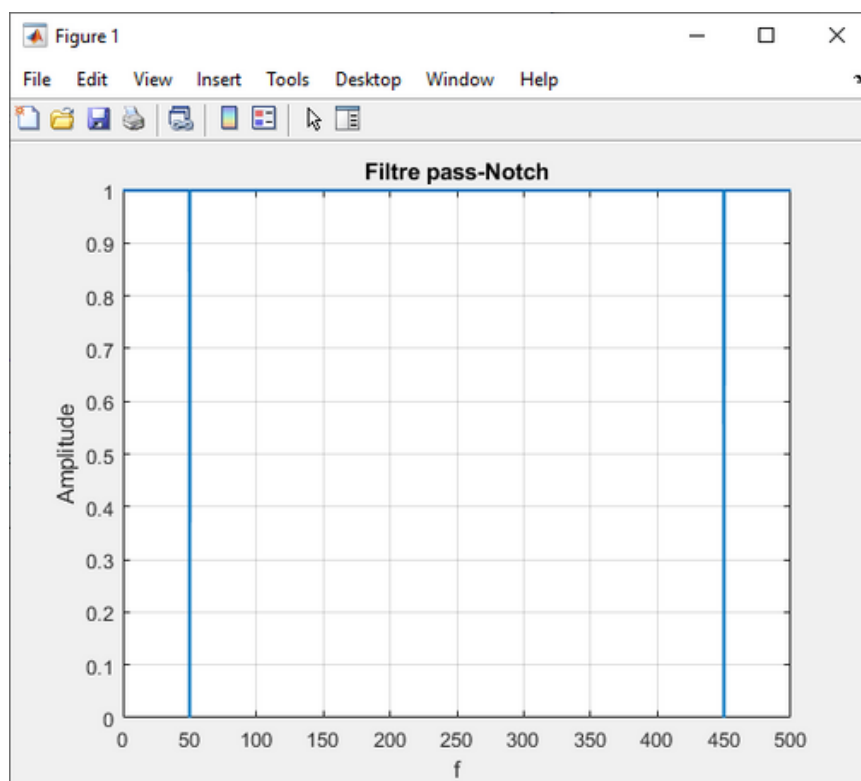 Figure 1
File Edit View Insert Tools Desktop Window Help
Filtre pass-Notch
1
0.9
0.8
0.7
0.6
0.5
0.4
0.3
0.2
0.1
0
Amplitude
0 50 100 150 200 250 300 350 400 450 500
f